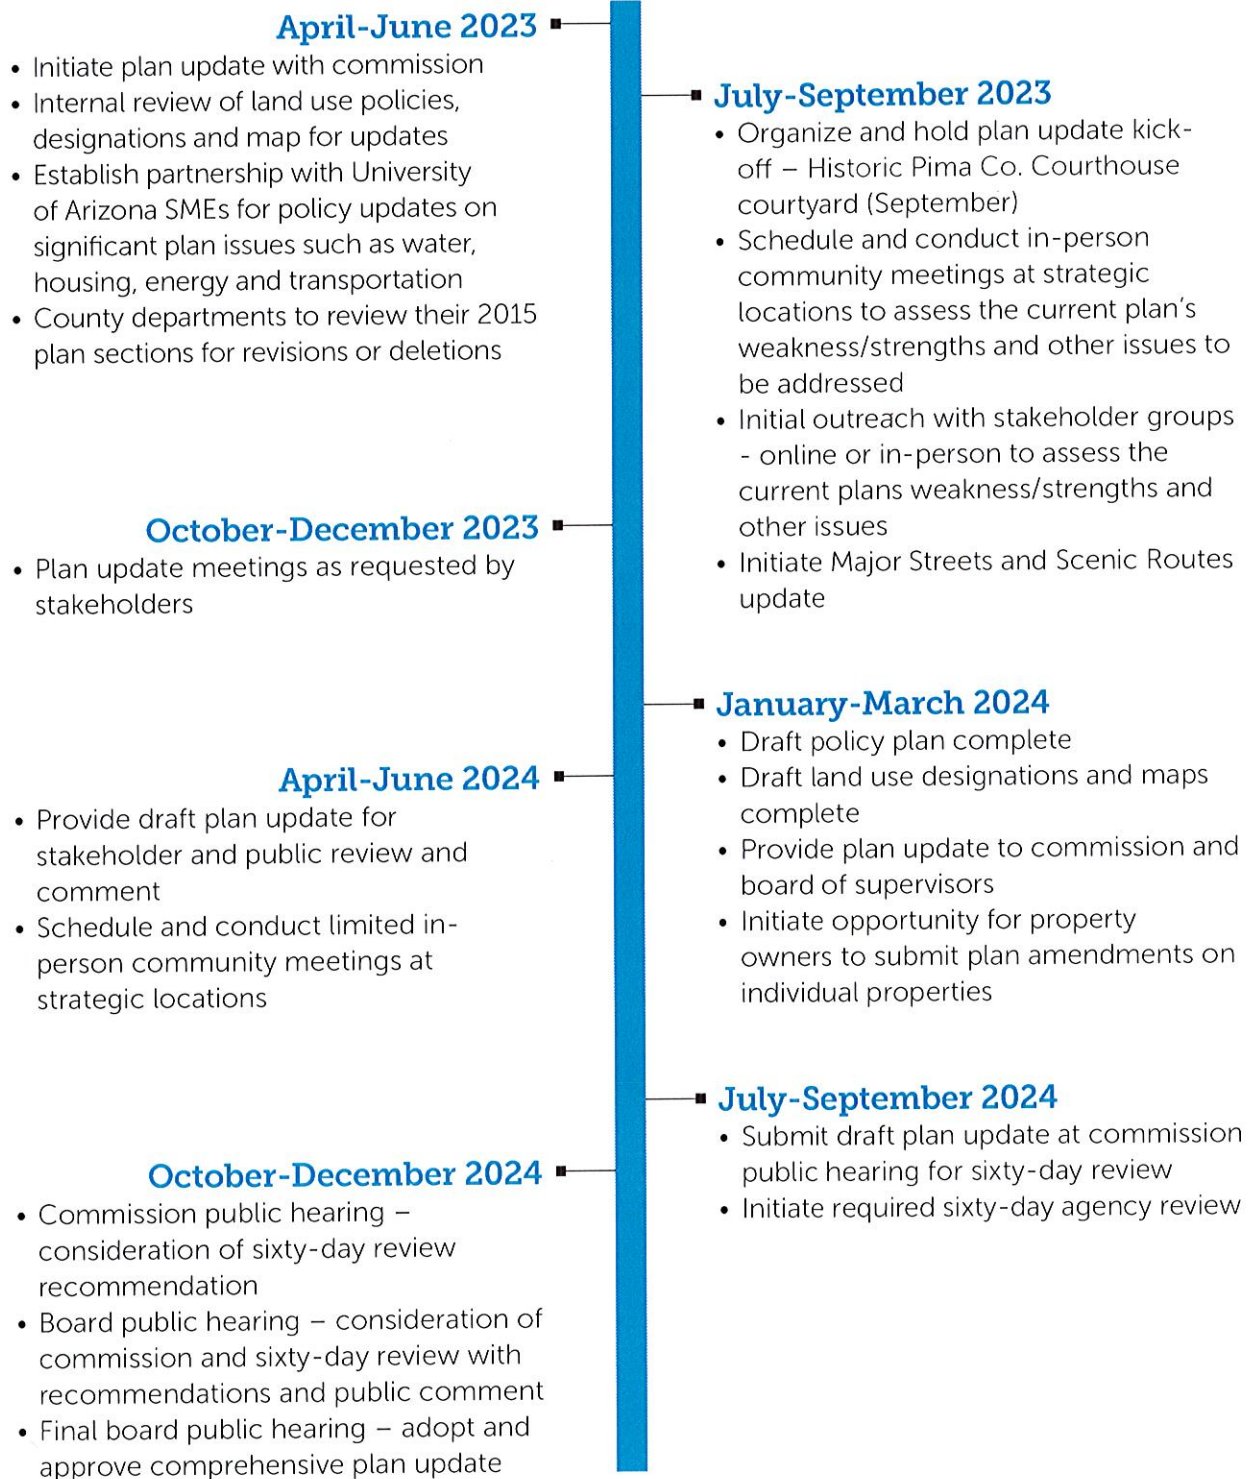 April-June 2023
• Initiate plan update with commission
• Internal review of land use policies,
designations and map for updates
• Establish partnership with University
of Arizona SMEs for policy updates on
significant plan issues such as water,
housing, energy and transportation
• County departments to review their 2015
plan sections for revisions or deletions
July-September 2023
• Organize and hold plan update kick-
off – Historic Pima Co. Courthouse
courtyard (September)
• Schedule and conduct in-person
community meetings at strategic
locations to assess the current plan's
weakness/strengths and other issues to
be addressed
• Initial outreach with stakeholder groups
- online or in-person to assess the
current plans weakness/strengths and
other issues
• Initiate Major Streets and Scenic Routes
update
October-December 2023
• Plan update meetings as requested by
stakeholders
January-March 2024
• Draft policy plan complete
• Draft land use designations and maps
complete
• Provide plan update to commission and
board of supervisors
• Initiate opportunity for property
owners to submit plan amendments on
individual properties
April-June 2024
• Provide draft plan update for
stakeholder and public review and
comment
• Schedule and conduct limited in-
person community meetings at
strategic locations
July-September 2024
• Submit draft plan update at commission
public hearing for sixty-day review
• Initiate required sixty-day agency review
October-December 2024
• Commission public hearing –
consideration of sixty-day review
recommendation
• Board public hearing – consideration of
commission and sixty-day review with
recommendations and public comment
• Final board public hearing – adopt and
approve comprehensive plan update